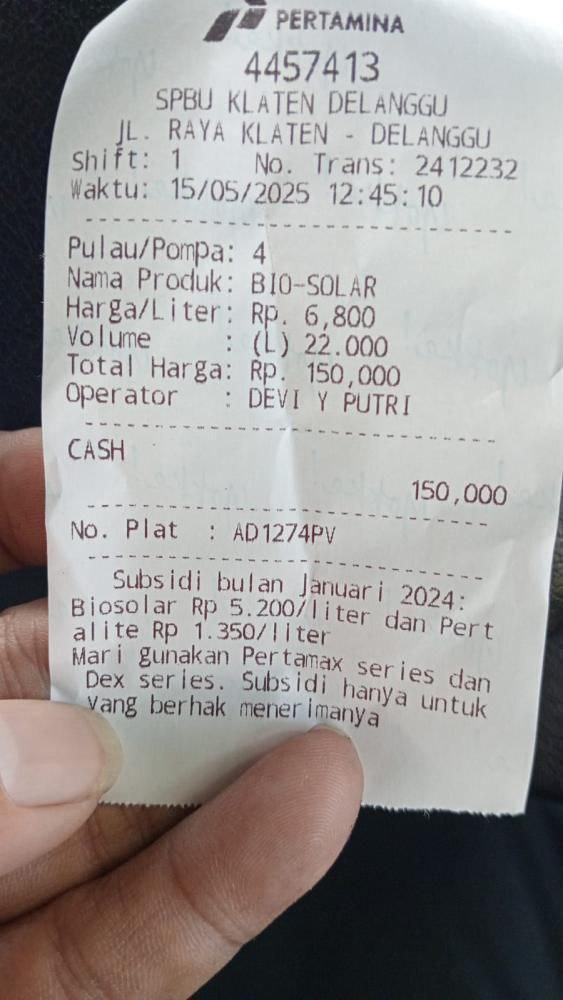 PERTAMINA
4457413
SPBU KLATEN DELANGGU
JL. RAYA KLATEN - DELANGGU
Shift: 1 No. Trans: 2412232
Waktu: 15/05/2025 12:45:10
Pulau/Pompa: 4
Nama Produk: BIO-SOLAR
Harga/Liter: Rp. 6,800
Volume : (L) 22.000
Total Harga: Rp. 150,000
Operator : DEVI Y PUTRI
CASH
150,000
No. Plat : AD1274PV
Subsidi bulan Januari 2024:
Biosolar Rp 5.200/liter dan Pert
alite Rp 1.350/liter
Mari gunakan Pertamax series dan
Dex series. Subsidi hanya untuk
yang berhak menerimanya